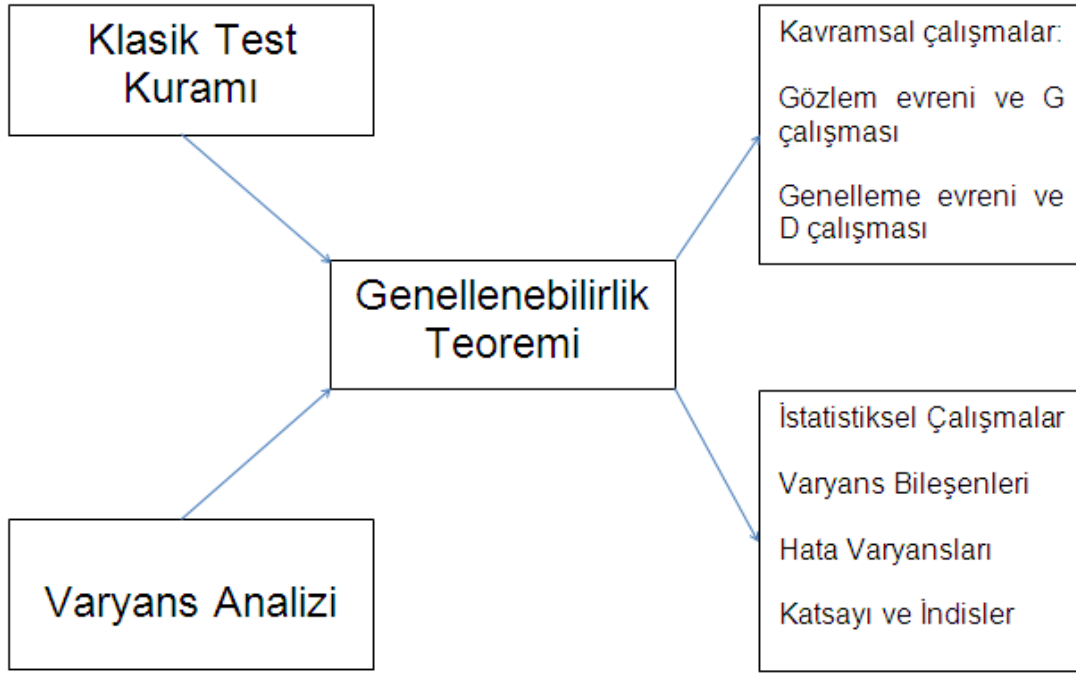 Klasik Test
Kuramı
Kavramsal çalışmalar:
Gözlem evreni ve G
çalışması
Genelleme evreni ve
D çalışması
Genellenebilirlik
Teoremi
Varyans Analizi
İstatistiksel Çalışmalar
Varyans Bileşenleri
Hata Varyansları
Katsayı ve İndisler